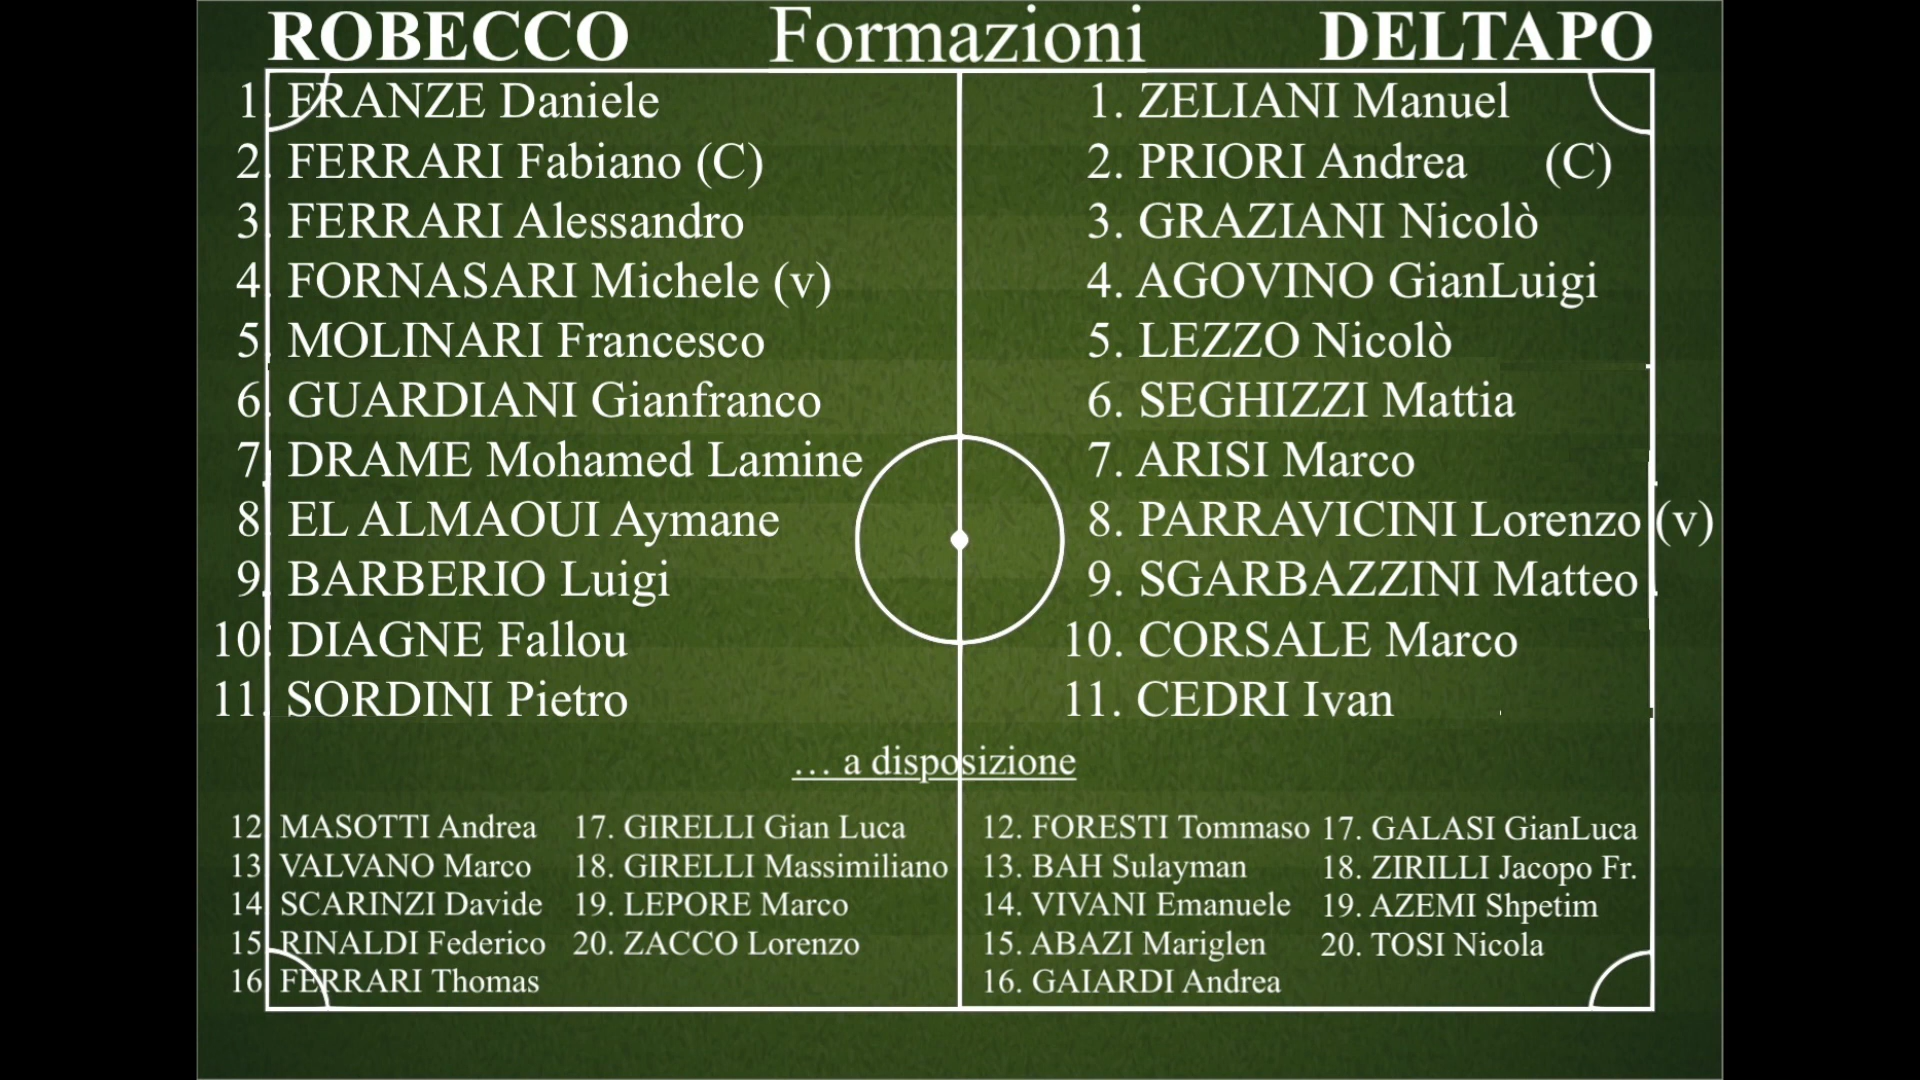 ROBECCO Formazioni DELTAPO
1. FRANZE Daniele
2. FERRARI Fabiano (C)
3. FERRARI Alessandro
4. FORNASARI Michele (v)
5. MOLINARI Francesco
6. GUARDIANI Gianfranco
7. DRAME Mohamed Lamine
8. EL ALMAOUI Aymane
9. BARBERIO Luigi
10. DIAGNE Fallou
11. SORDINI Pietro
1. ZELIANI Manuel
2. PRIORI Andrea (C)
3. GRAZIANI Nicolò
4. AGOVINO GianLuigi
5. LEZZO Nicolò
6. SEGHIZZI Mattia
7. ARISI Marco
8. PARRAVICINI Lorenzo (v)
9. SGARBAZZINI Matteo
10. CORSALE Marco
11. CEDRI Ivan
… a disposizione
12. MASOTTI Andrea
13. VALVANO Marco
14. SCARINZI Davide
15. RINALDI Federico
16. FERRARI Thomas
17. GIRELLI Gian Luca
18. GIRELLI Massimiliano
19. LEPORE Marco
20. ZACCO Lorenzo
12. FORESTI Tommaso
13. BAH Sulayman
14. VIVANI Emanuele
15. ABAZI Mariglen
16. GAIARDI Andrea
17. GALASI GianLuca
18. ZIRILLI Jacopo Fr.
19. AZEMI Shpetim
20. TOSI Nicola